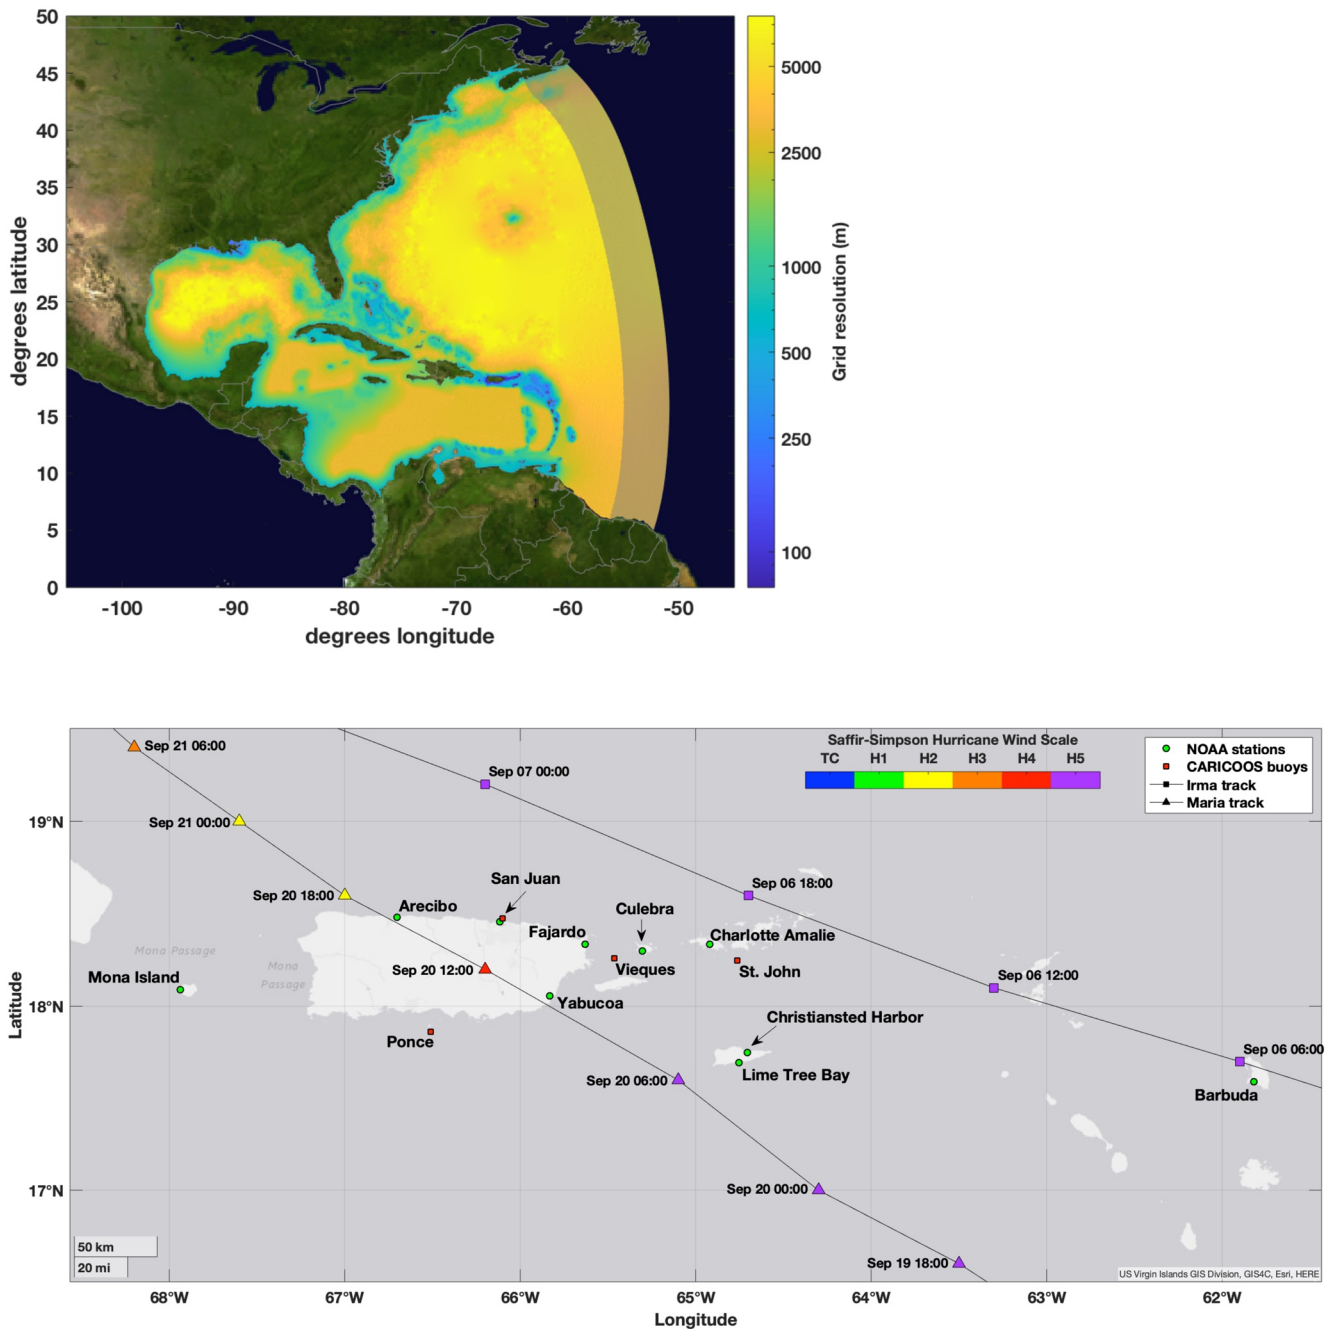 50
45
40
35
30
25
20
15
10
5
0
degrees latitude
-100 -90 -80 -70 -60 -50
degrees longitude
5000
2500
1000
500
250
100
Grid resolution (m)
Saffir-Simpson Hurricane Wind Scale
TC H1 H2 H3 H4 H5
NOAA stations
CARICOOS buoys
Irma track
Maria track
Sep 21 06:00
Sep 07 00:00
Sep 21 00:00
Sep 20 18:00
Sep 06 18:00
San Juan
Arecibo
Culebra
Fajardo
Charlotte Amalie
Mona Passage
Mona
Passage
Mona Island
Sep 20 12:00
Vieques
St. John
Sep 06 12:00
Yabucoa
Christiansted Harbor
Ponce
Sep 06 06:00
Sep 20 06:00
Lime Tree Bay
Barbuda
Sep 20 00:00
Sep 19 18:00
50 km
20 mi
US Virgin Islands GIS Division, GIS4C, Esri, HERE
19°N
18°N
17°N
Latitude
68°W 67°W 66°W 65°W 64°W 63°W 62°W
Longitude